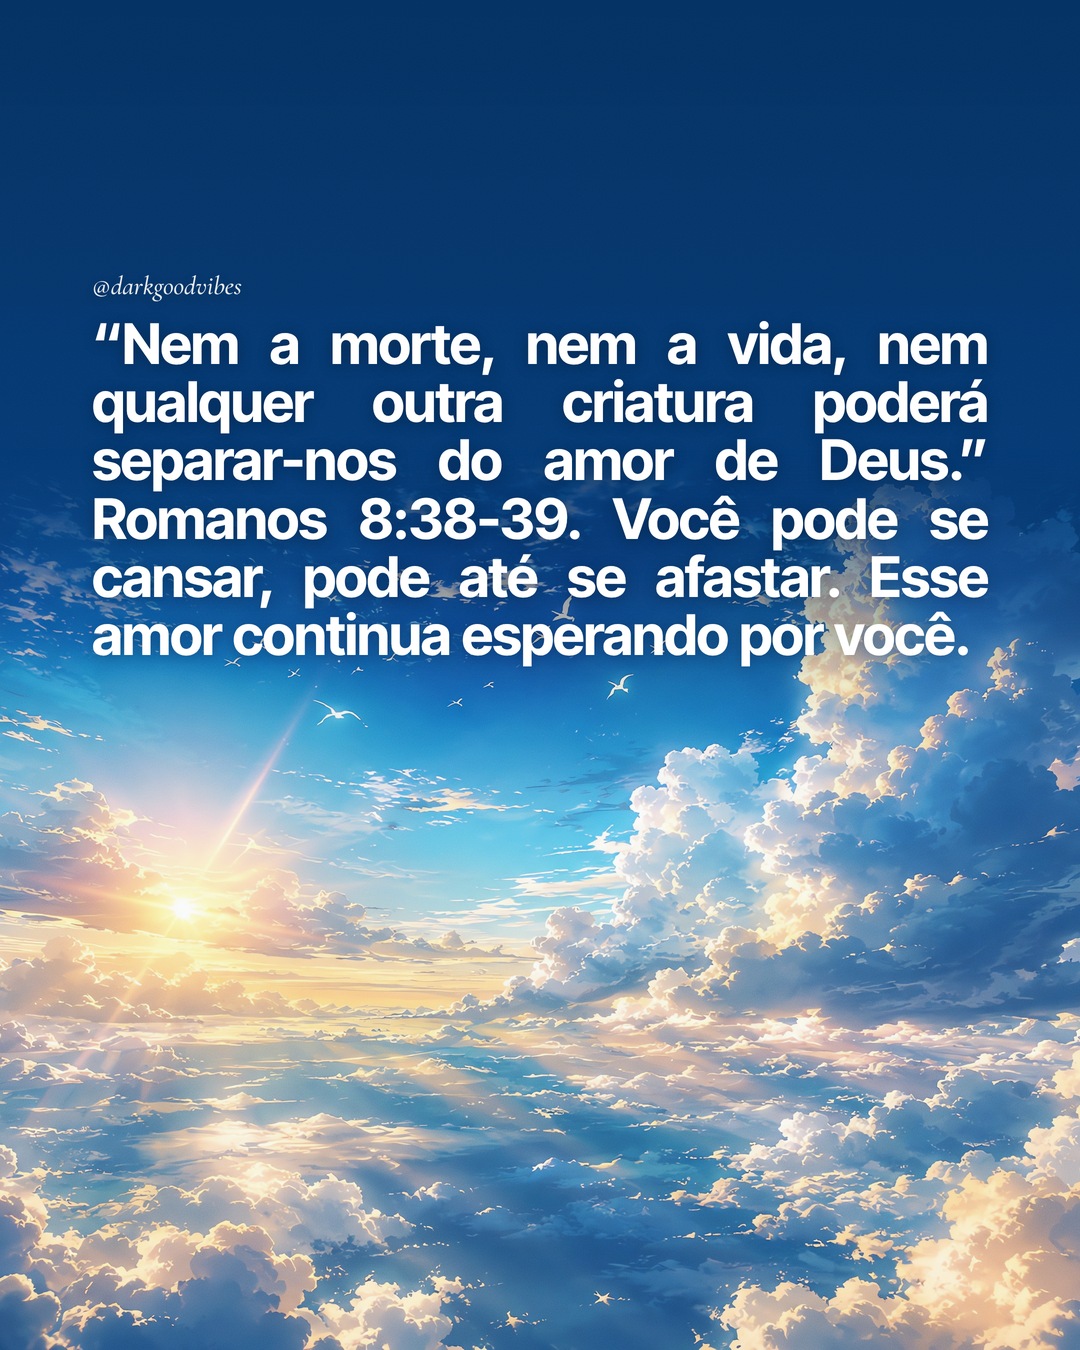 @darkgoodvibes
“Nem a morte, nem a vida, nem
qualquer outra criatura poderá
separar-nos do amor de Deus.”
Romanos 8:38-39. Você pode se
cansar, pode até se afastar. Esse
amor continua esperando por você.